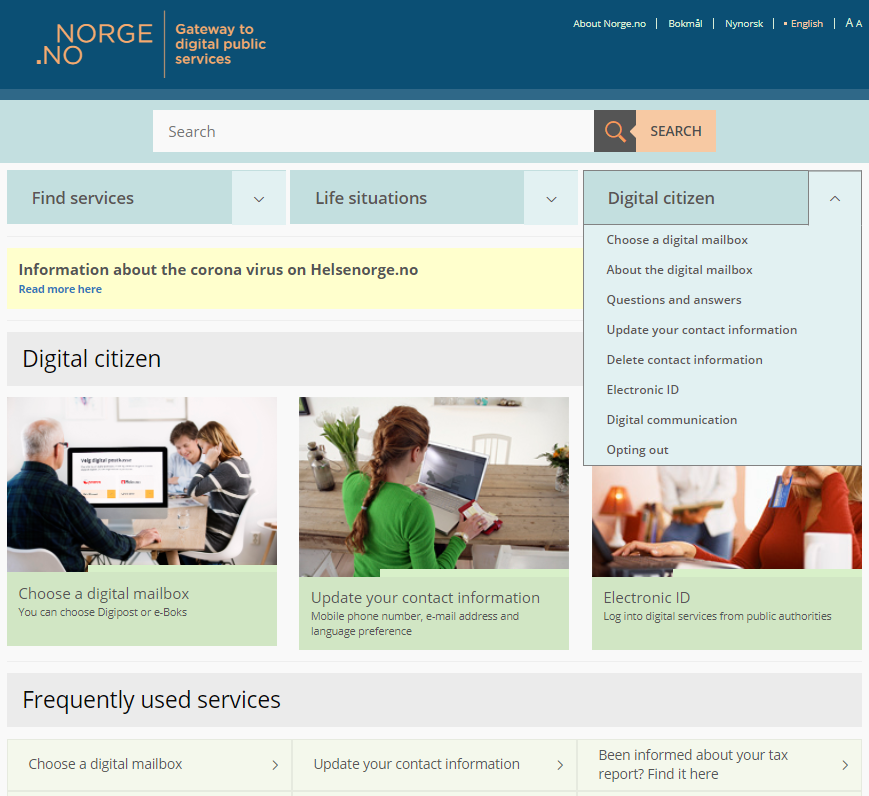 NORGE
.NO
Gateway to
digital public
services
About Norge.no
Bokmål
Nynorsk
English
A A
Search
SEARCH
Find services
Life situations
Digital citizen
Choose a digital mailbox
About the digital mailbox
Questions and answers
Update your contact information
Delete contact information
Electronic ID
Digital communication
Opting out
Information about the corona virus on Helsenorge.no
Read more here
Digital citizen
Velg digital postkasse
Choose a digital mailbox
You can choose Digipost or e-Boks
Update your contact information
Mobile phone number, e-mail address and
language preference
Electronic ID
Log into digital services from public authorities
Frequently used services
Choose a digital mailbox
Update your contact information
Been informed about your tax
report? Find it here